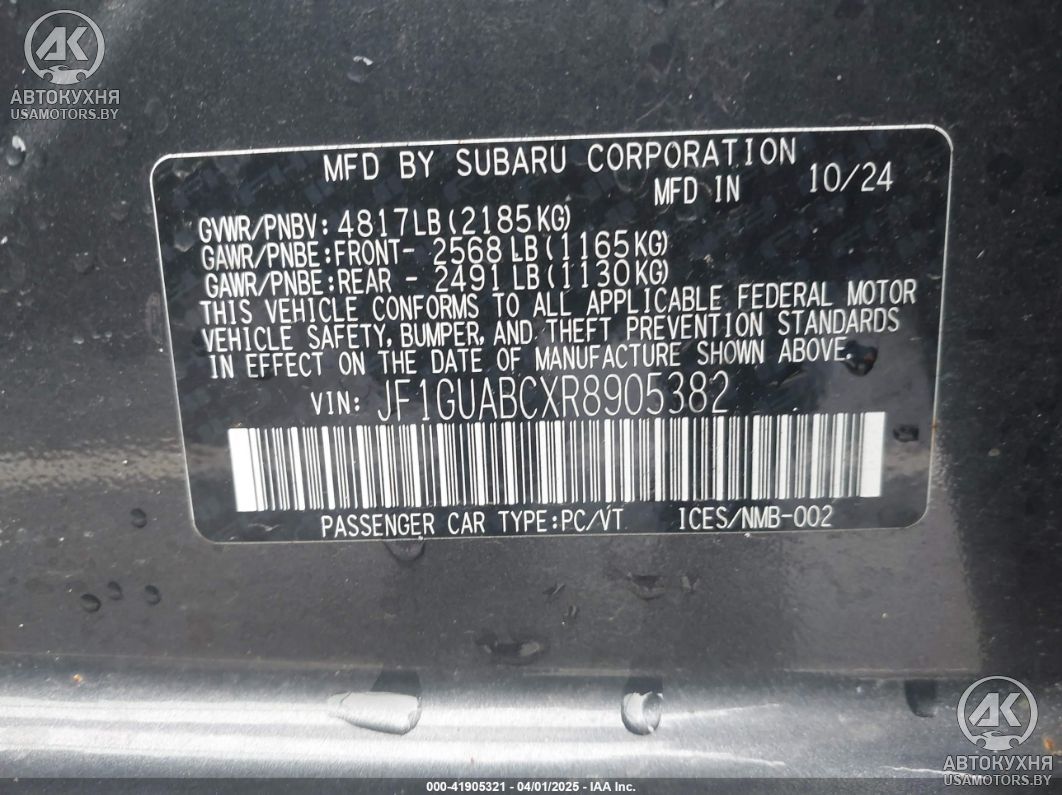 AK
АВТОКУХНЯ
USAMOTORS.BY
MFD BY SUBARU CORPORATION
MFD IN 10/24
GVWR/PNBV: 4817LB(2185KG)
GAWR/PNBE:FRONT- 2568 LB(1165KG)
GAWR/PNBE:REAR - 2491 LB(1130KG)
THIS VEHICLE CONFORMS TO ALL APPLICABLE FEDERAL MOTOR
VEHICLE SAFETY, BUMPER, AND THEFT PREVENTION STANDARDS
IN EFFECT ON THE DATE OF MANUFACTURE SHOWN ABOVE.
VIN: JF1GUABCXR8905382
PASSENGER CAR TYPE:PC/VT ICES/NMB-002
AK
АВТОКУХНЯ
USAMOTORS.BY
000-41905321 - 04/01/2025 - IAA Inc.